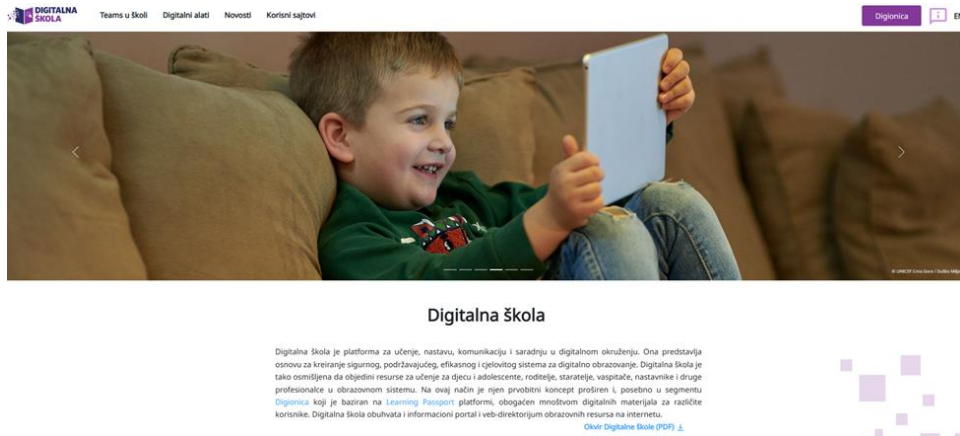 DIGITALNA
ŠKOLA
Teams u školi Digitalni alati Novosti Korisni sajtovi
Digionica
© UNICEF Crna Gora / Duško
Digitalna škola
Digitalna škola je platforma za učenje, nastavu, komunikaciju i saradnju u digitalnom okruženju. Ona predstavlja
osnovu za kreiranje sigurnog, podržavajućeg, efikasnog i cjelovitog sistema za digitalno obrazovanje. Digitalna škola je
tako osmišljena da objedini resurse za učenje za djecu i adolescente, roditelje, staratelje, vaspitače, nastavnike i druge
profesionalce u obrazovnom sistemu. Na ovaj način je njen prvobitni koncept proširen i, posebno u segmentu
Digionica koji je baziran na Learning Passport platformi, obogaćen mnoštvom digitalnih materijala za različite
korisnike. Digitalna škola obuhvata i informacioni portal i veb-direktorijum obrazovnih resursa na internetu.
Okvir Digitalne škole (PDF)